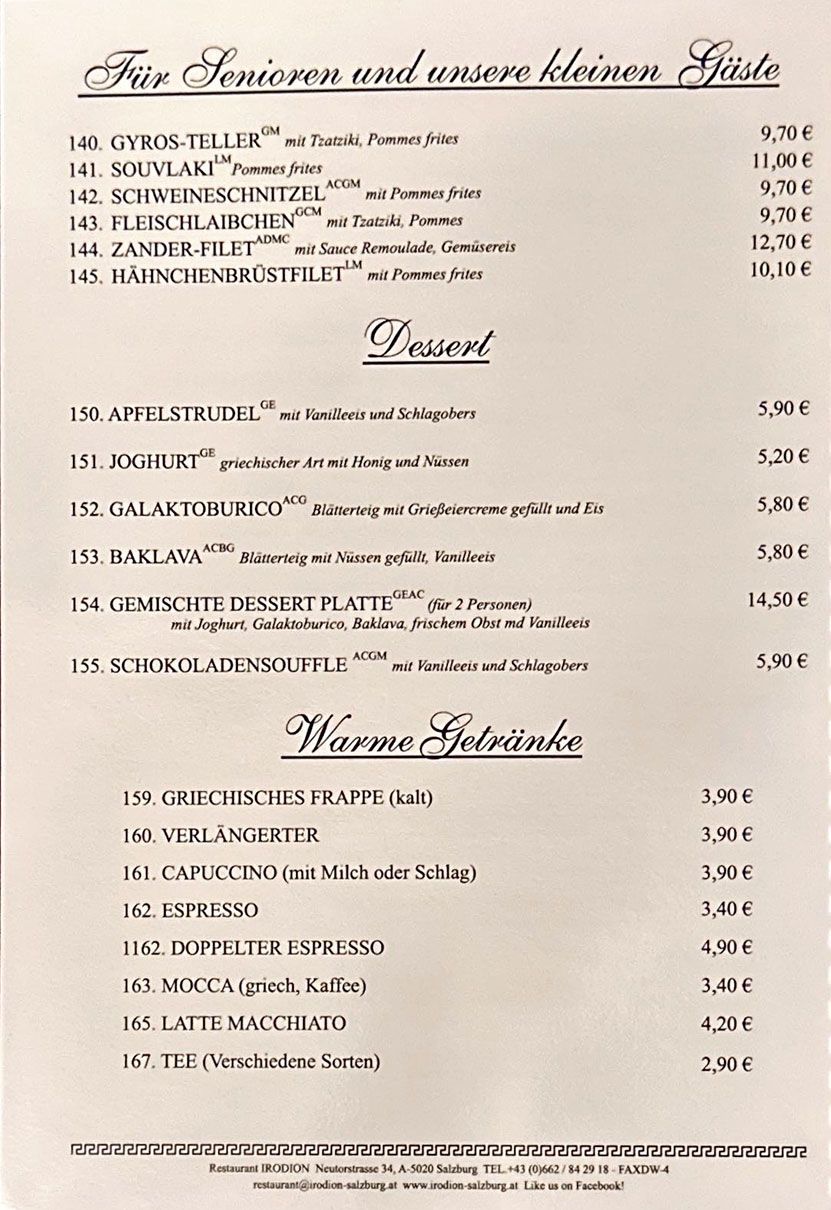 Für Senioren und unsere kleinen Gäste
140. GYROS-TELLER GM mit Tzatziki, Pommes frites 9,70 €
141. SOUVLAKI LM Pommes frites 11,00 €
142. SCHWEINESCHNITZEL ACGM mit Pommes frites 9,70 €
143. FLEISCHLAIBCHEN GCM mit Tzatziki, Pommes 9,70 €
144. ZANDER-FILET ADMC mit Sauce Remoulade, Gemüsereis 12,70 €
145. HÄHNCHENBRÜSTFILET LM mit Pommes frites 10,10 €
Dessert
150. APFELSTRUDEL GE mit Vanilleeis und Schlagobers 5,90 €
151. JOGHURT GE griechischer Art mit Honig und Nüssen 5,20 €
152. GALAKTOBURICO ACG Blätterteig mit Grießeiercreme gefüllt und Eis 5,80 €
153. BAKLAVA ACBG Blätterteig mit Nüssen gefüllt, Vanilleeis 5,80 €
154. GEMISCHTE DESSERT PLATTE GEAC (für 2 Personen) 14,50 €
mit Joghurt, Galaktoburico, Baklava, frischem Obst md Vanilleeis
155. SCHOKOLADENSOUFFLE ACGM mit Vanilleeis und Schlagobers 5,90 €
Warme Getränke
159. GRIECHISCHES FRAPPE (kalt) 3,90 €
160. VERLÄNGERTER 3,90 €
161. CAPUCCINO (mit Milch oder Schlag) 3,90 €
162. ESPRESSO 3,40 €
1162. DOPPELTER ESPRESSO 4,90 €
163. MOCCA (griech, Kaffee) 3,40 €
165. LATTE MACCHIATO 4,20 €
167. TEE (Verschiedene Sorten) 2,90 €
Restaurant IRODION Neutorstrasse 34, A-5020 Salzburg TEL.+43 (0)662 / 84 29 18 - FAXDW-4
restaurant@irodion-salzburg.at www.irodion-salzburg.at Like us on Facebook!